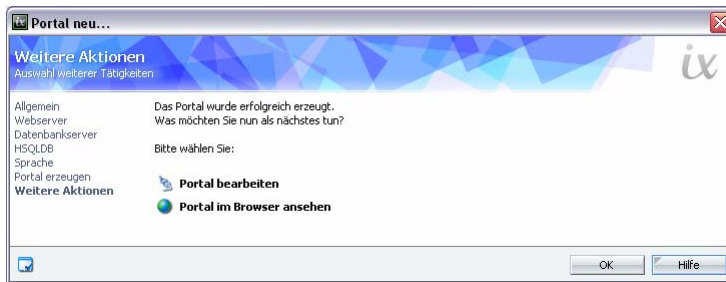 Portal neu...
Weitere Aktionen
Auswahl weiterer Tätigkeiten
ix
Allgemein
Webserver
Datenbankserver
HSQLDB
Sprache
Portal erzeugen
Weitere Aktionen
Das Portal wurde erfolgreich erzeugt.
Was möchten Sie nun als nächstes tun?
Bitte wählen Sie:
Portal bearbeiten
Portal im Browser ansehen
OK
Hilfe